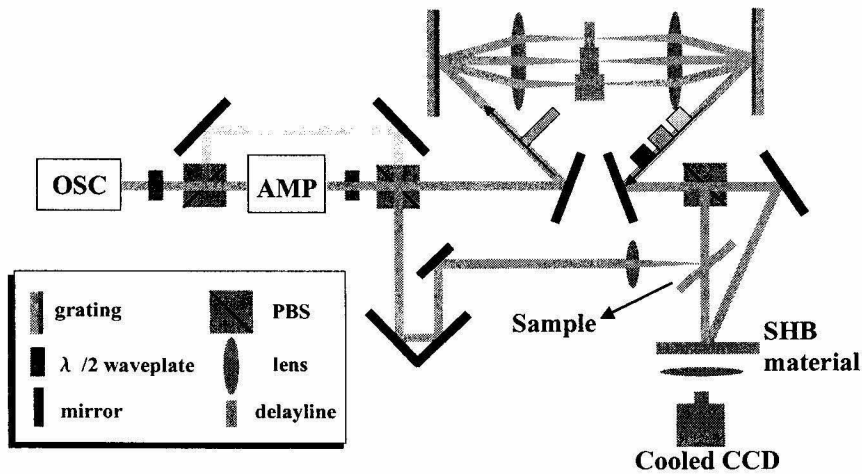 OSC
AMP
Sample
SHB
material
Cooled CCD
grating
PBS
λ /2 waveplate
lens
mirror
delayline